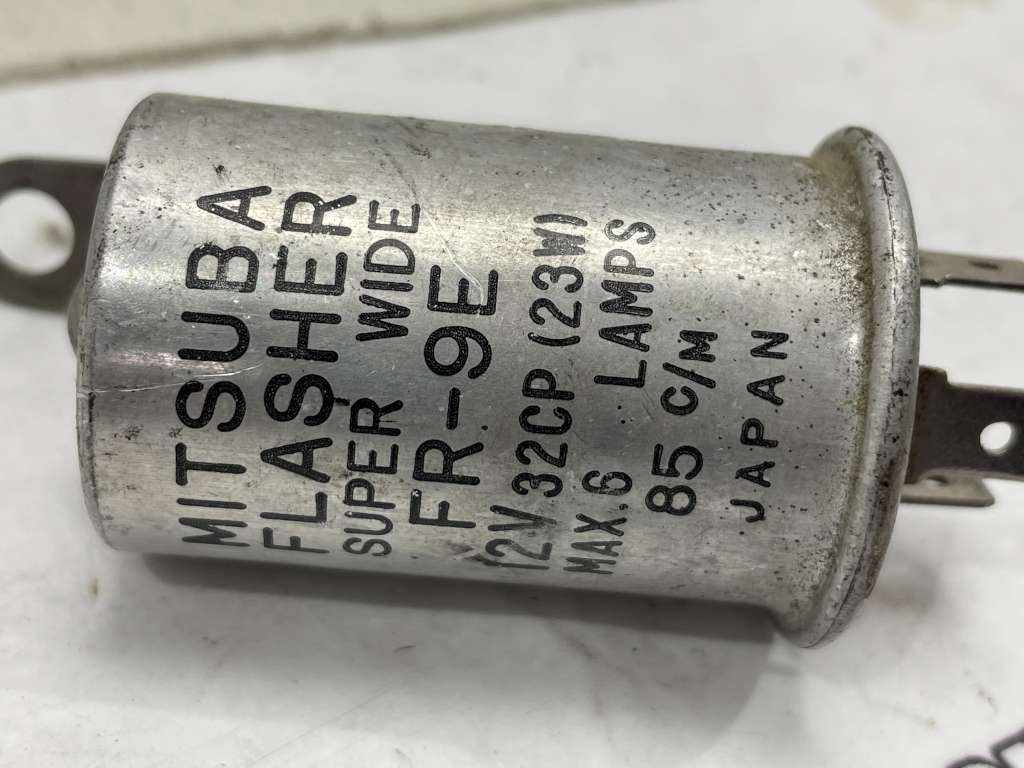 MITSUBA
FLASHER
SUPER WIDE
FR-9E
12V 32CP (23W)
MAX.6 LAMPS
85 C/M
JAPAN